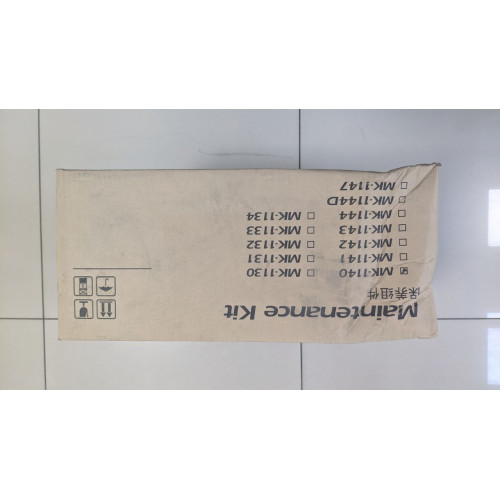 Maintenance Kit
保养组件
☑ MK-1140 ☐ MK-1130
☐ MK-1141 ☐ MK-1131
☐ MK-1142 ☐ MK-1132
☐ MK-1143 ☐ MK-1133
☐ MK-1144 ☐ MK-1134
☐ MK-1144D
☐ MK-1147